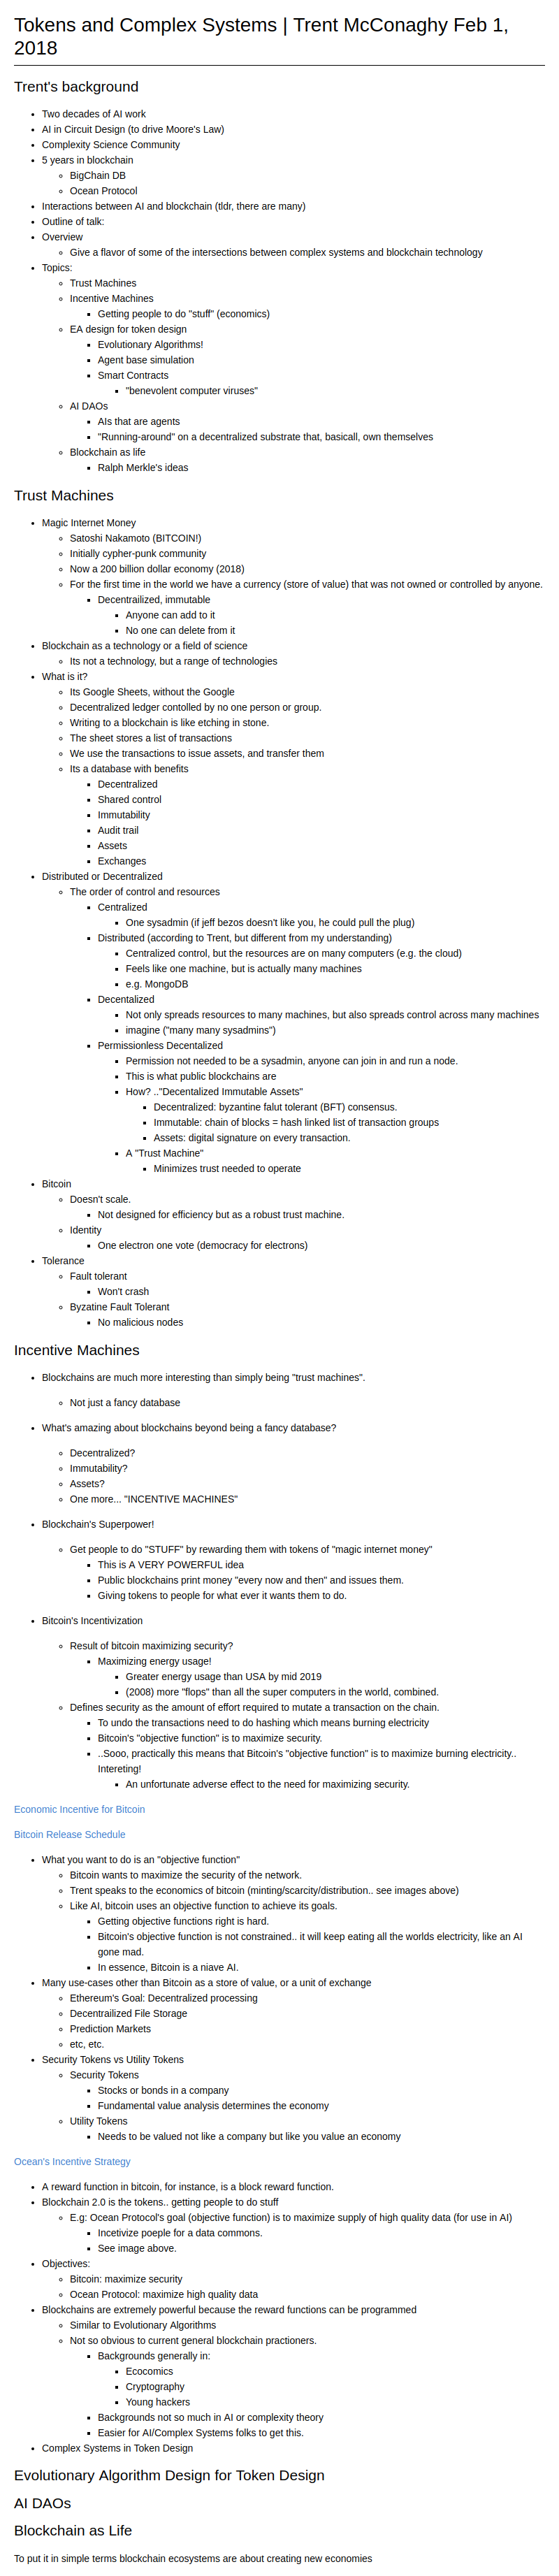 Tokens and Complex Systems | Trent McConaghy Feb 1,
2018
Trent's background
Two decades of AI work
AI in Circuit Design (to drive Moore's Law)
Complexity Science Community
5 years in blockchain
BigChain DB
Ocean Protocol
Interactions between AI and blockchain (tldr, there are many)
Outline of talk:
Overview
Give a flavor of some of the intersections between complex systems and blockchain technology
Topics:
Trust Machines
Incentive Machines
Getting people to do "stuff" (economics)
EA design for token design
Evolutionary Algorithms!
Agent base simulation
Smart Contracts
"benevolent computer viruses"
AI DAOs
AIs that are agents
"Running-around" on a decentralized substrate that, basicall, own themselves
Blockchain as life
Ralph Merkle's ideas
Trust Machines
Magic Internet Money
Satoshi Nakamoto (BITCOIN!)
Initially cypher-punk community
Now a 200 billion dollar economy (2018)
For the first time in the world we have a currency (store of value) that was not owned or controlled by anyone.
Decentrailized, immutable
Anyone can add to it
No one can delete from it
Blockchain as a technology or a field of science
Its not a technology, but a range of technologies
What is it?
Its Google Sheets, without the Google
Decentralized ledger contolled by no one person or group.
Writing to a blockchain is like etching in stone.
The sheet stores a list of transactions
We use the transactions to issue assets, and transfer them
Its a database with benefits
Decentralized
Shared control
Immutability
Audit trail
Assets
Exchanges
Distributed or Decentralized
The order of control and resources
Centralized
One sysadmin (if jeff bezos doesn't like you, he could pull the plug)
Distributed (according to Trent, but different from my understanding)
Centralized control, but the resources are on many computers (e.g. the cloud)
Feels like one machine, but is actually many machines
e.g. MongoDB
Decentalized
Not only spreads resources to many machines, but also spreads control across many machines
imagine ("many many sysadmins")
Permissionless Decentalized
Permission not needed to be a sysadmin, anyone can join in and run a node.
This is what public blockchains are
How? .."Decentalized Immutable Assets"
Decentralized: byzantine falut tolerant (BFT) consensus.
Immutable: chain of blocks = hash linked list of transaction groups
Assets: digital signature on every transaction.
A "Trust Machine"
Minimizes trust needed to operate
Bitcoin
Doesn't scale.
Not designed for efficiency but as a robust trust machine.
Identity
One electron one vote (democracy for electrons)
Tolerance
Fault tolerant
Won't crash
Byzatine Fault Tolerant
No malicious nodes
Incentive Machines
Blockchains are much more interesting than simply being "trust machines".
Not just a fancy database
What's amazing about blockchains beyond being a fancy database?
Decentralized?
Immutability?
Assets?
One more... "INCENTIVE MACHINES"
Blockchain's Superpower!
Get people to do "STUFF" by rewarding them with tokens of "magic internet money"
This is A VERY POWERFUL idea
Public blockchains print money "every now and then" and issues them.
Giving tokens to people for what ever it wants them to do.
Bitcoin's Incentivization
Result of bitcoin maximizing security?
Maximizing energy usage!
Greater energy usage than USA by mid 2019
(2008) more "flops" than all the super computers in the world, combined.
Defines security as the amount of effort required to mutate a transaction on the chain.
To undo the transactions need to do hashing which means burning electricity
Bitcoin's "objective function" is to maximize security.
..Sooo, practically this means that Bitcoin's "objective function" is to maximize burning electricity..
Intereting!
An unfortunate adverse effect to the need for maximizing security.
Economic Incentive for Bitcoin
Bitcoin Release Schedule
What you want to do is an "objective function"
Bitcoin wants to maximize the security of the network.
Trent speaks to the economics of bitcoin (minting/scarcity/distribution.. see images above)
Like AI, bitcoin uses an objective function to achieve its goals.
Getting objective functions right is hard.
Bitcoin's objective function is not constrained.. it will keep eating all the worlds electricity, like an AI
gone mad.
In essence, Bitcoin is a niave AI.
Many use-cases other than Bitcoin as a store of value, or a unit of exchange
Ethereum's Goal: Decentralized processing
Decentrailized File Storage
Prediction Markets
etc, etc.
Security Tokens vs Utility Tokens
Security Tokens
Stocks or bonds in a company
Fundamental value analysis determines the economy
Utility Tokens
Needs to be valued not like a company but like you value an economy
Ocean's Incentive Strategy
A reward function in bitcoin, for instance, is a block reward function.
Blockchain 2.0 is the tokens.. getting people to do stuff
E.g: Ocean Protocol's goal (objective function) is to maximize supply of high quality data (for use in AI)
Incetivize poeple for a data commons.
See image above.
Objectives:
Bitcoin: maximize security
Ocean Protocol: maximize high quality data
Blockchains are extremely powerful because the reward functions can be programmed
Similar to Evolutionary Algorithms
Not so obvious to current general blockchain practioners.
Backgrounds generally in:
Ecocomics
Cryptography
Young hackers
Backgrounds not so much in AI or complexity theory
Easier for AI/Complex Systems folks to get this.
Complex Systems in Token Design
Evolutionary Algorithm Design for Token Design
AI DAOs
Blockchain as Life
To put it in simple terms blockchain ecosystems are about creating new economies